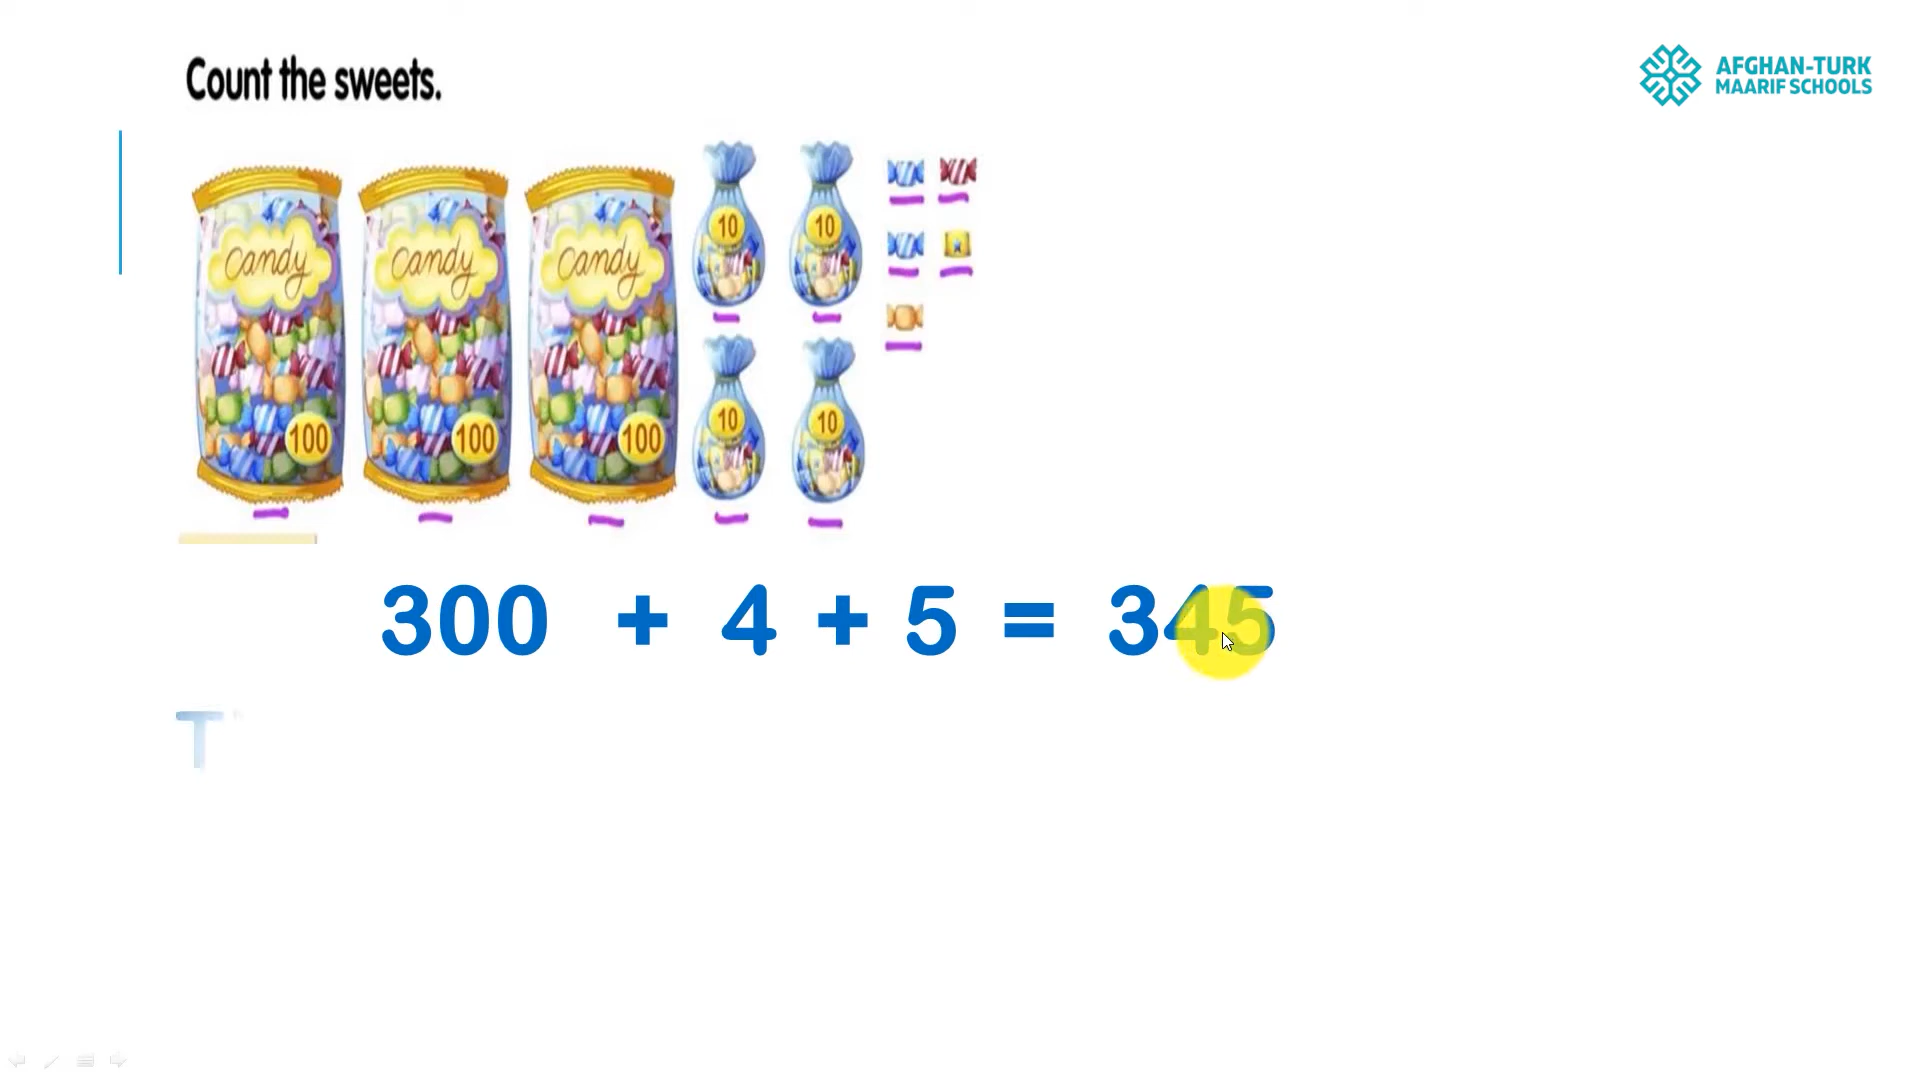 Count the sweets.
AFGHAN-TURK
MAARIF SCHOOLS
candy
candy
candy
10
10
10
10
100
100
100
300 + 4 + 5 = 345
T